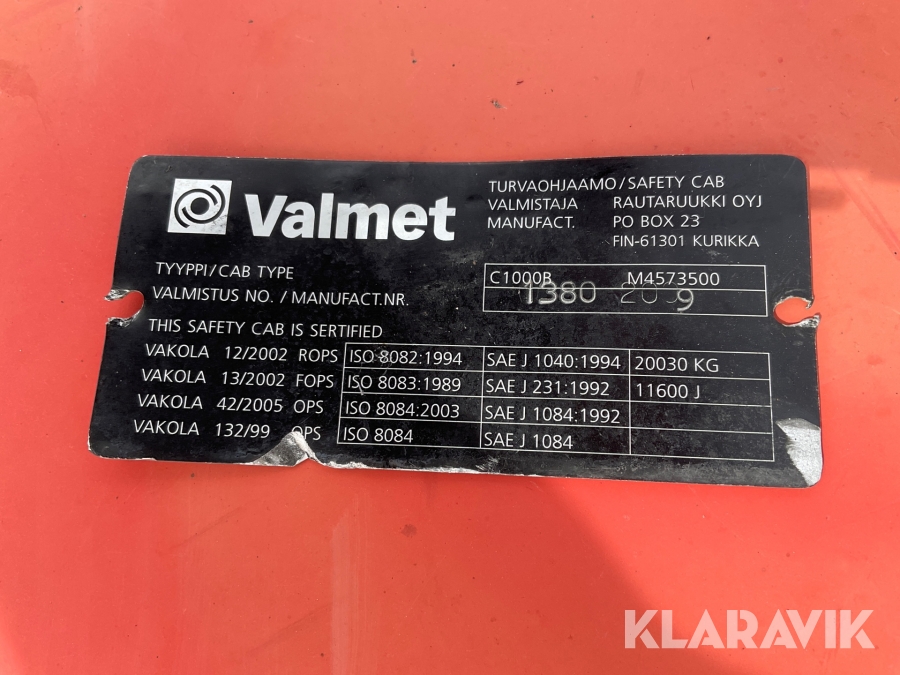 Valmet
TURVAOHJAAMO/SAFETY CAB
VALMISTAJA RAUTARUUKKI OYJ
MANUFACT. PO BOX 23
FIN-61301 KURIKKA
TYYPPI/CAB TYPE C1000B M4573500
VALMISTUS NO. / MANUFACT.NR. 1380
THIS SAFETY CAB IS SERTIFIED
VAKOLA 12/2002 ROPS ISO 8082:1994 SAE J 1040:1994 20030 KG
VAKOLA 13/2002 FOPS ISO 8083:1989 SAE J 231:1992 11600 J
VAKOLA 42/2005 OPS ISO 8084:2003 SAE J 1084:1992
VAKOLA 132/99 OPS ISO 8084 SAE J 1084
KLARAVIK